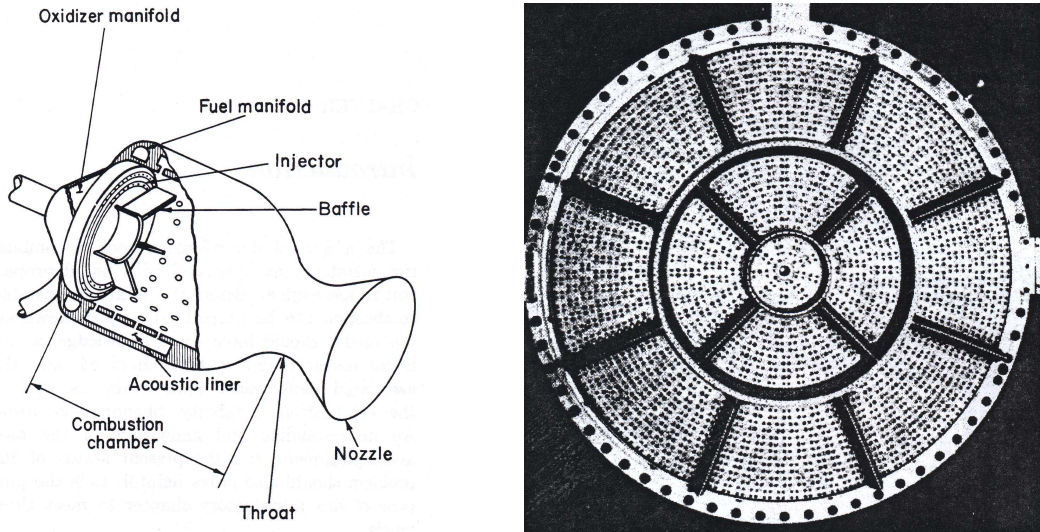 Oxidizer manifold
Fuel manifold
Injector
Baffle
Acoustic liner
Combustion
chamber
Nozzle
Throat